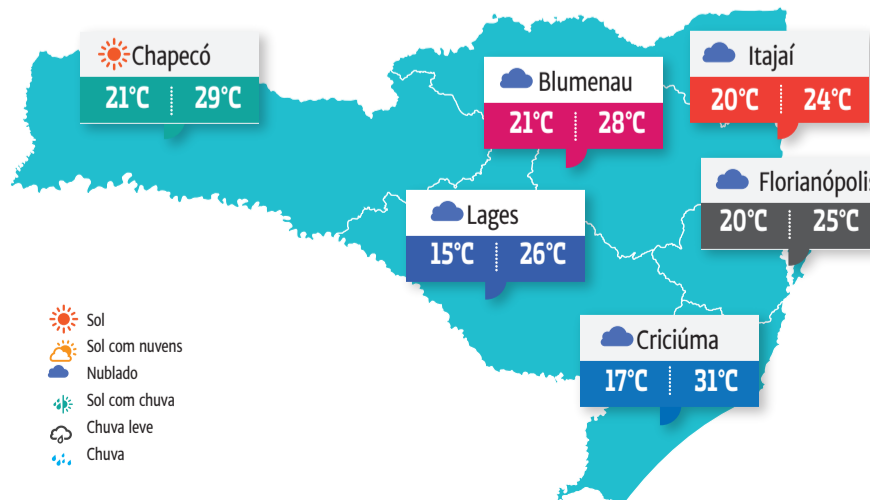 Chapecó
21°C 29°C
Blumenau
21°C 28°C
Itajaí
20°C 24°C
Florianópolis
20°C 25°C
Lages
15°C 26°C
Criciúma
17°C 31°C
Sol
Sol com nuvens
Nublado
Sol com chuva
Chuva leve
Chuva